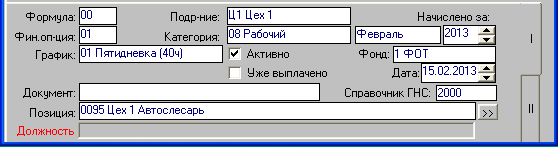 Формула: 00 Подр-ние: Ц1 Цех 1 Начислено за:
Фин.оп-ция: 01 Категория: 08 Рабочий Февраль 2013
График: 01 Пятидневка (40ч) Активно Фонд: 1 ФОТ
Уже выплачено Дата: 15.02.2013
Документ: Справочник ГНС: 2000
Позиция: 0095 Цех 1 Автослесарь >>
Должность
I
II